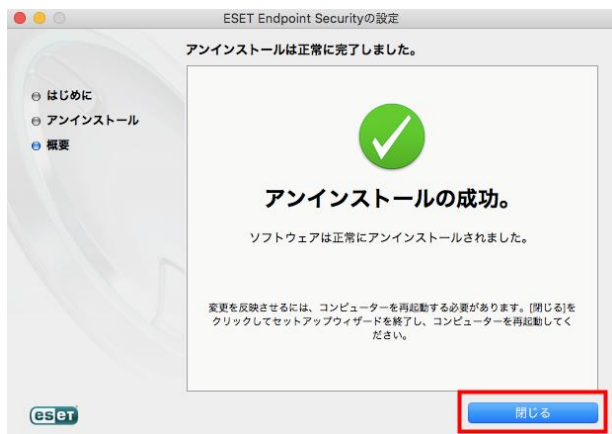 ESET Endpoint Securityの設定
アンインストールは正常に完了しました。
はじめに
アンインストール
概要
アンインストールの成功。
ソフトウェアは正常にアンインストールされました。
変更を反映させるには、コンピューターを再起動する必要があります。[閉じる]を
クリックしてセットアップウィザードを終了し、コンピューターを再起動してく
ださい。
eseT
閉じる